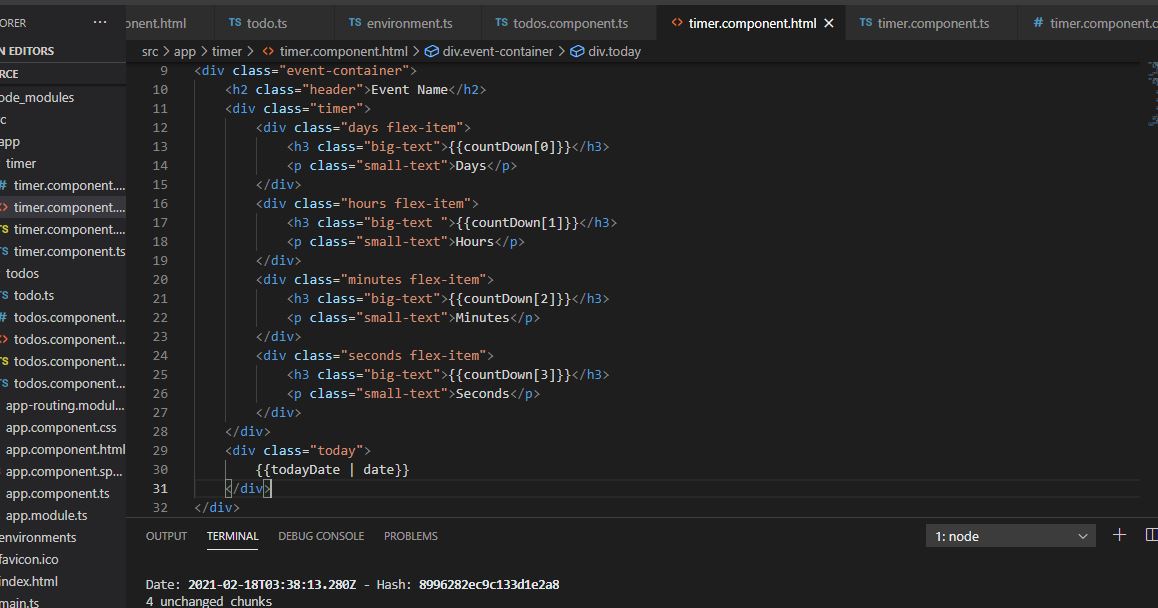 ORER ··· onent.html TS todo.ts TS environment.ts TS todos.component.ts <> timer.component.html × TS timer.component.ts # timer.component.c
N EDITORS
RCE
ode_modules
c
app
timer
# timer.component....
<> timer.component....
TS timer.component....
TS timer.component.ts
todos
TS todo.ts
# todos.component...
<> todos.component...
TS todos.component...
TS todos.component...
app-routing.modul...
app.component.css
app.component.html
app.component.sp...
app.component.ts
app.module.ts
environments
favicon.ico
index.html
main.ts
src > app > timer > <> timer.component.html > div.event-container > div.today
9 <div class="event-container">
10 <h2 class="header">Event Name</h2>
11 <div class="timer">
12 <div class="days flex-item">
13 <h3 class="big-text">{{countDown[0]}}</h3>
14 <p class="small-text">Days</p>
15 </div>
16 <div class="hours flex-item">
17 <h3 class="big-text ">{{countDown[1]}}</h3>
18 <p class="small-text">Hours</p>
19 </div>
20 <div class="minutes flex-item">
21 <h3 class="big-text">{{countDown[2]}}</h3>
22 <p class="small-text">Minutes</p>
23 </div>
24 <div class="seconds flex-item">
25 <h3 class="big-text">{{countDown[3]}}</h3>
26 <p class="small-text">Seconds</p>
27 </div>
28 </div>
29 <div class="today">
30 {{todayDate | date}}
31 </div>
32 </div>
OUTPUT TERMINAL DEBUG CONSOLE PROBLEMS 1: node
Date: 2021-02-18T03:38:13.280Z - Hash: 8996282ec9c133d1e2a8
4 unchanged chunks